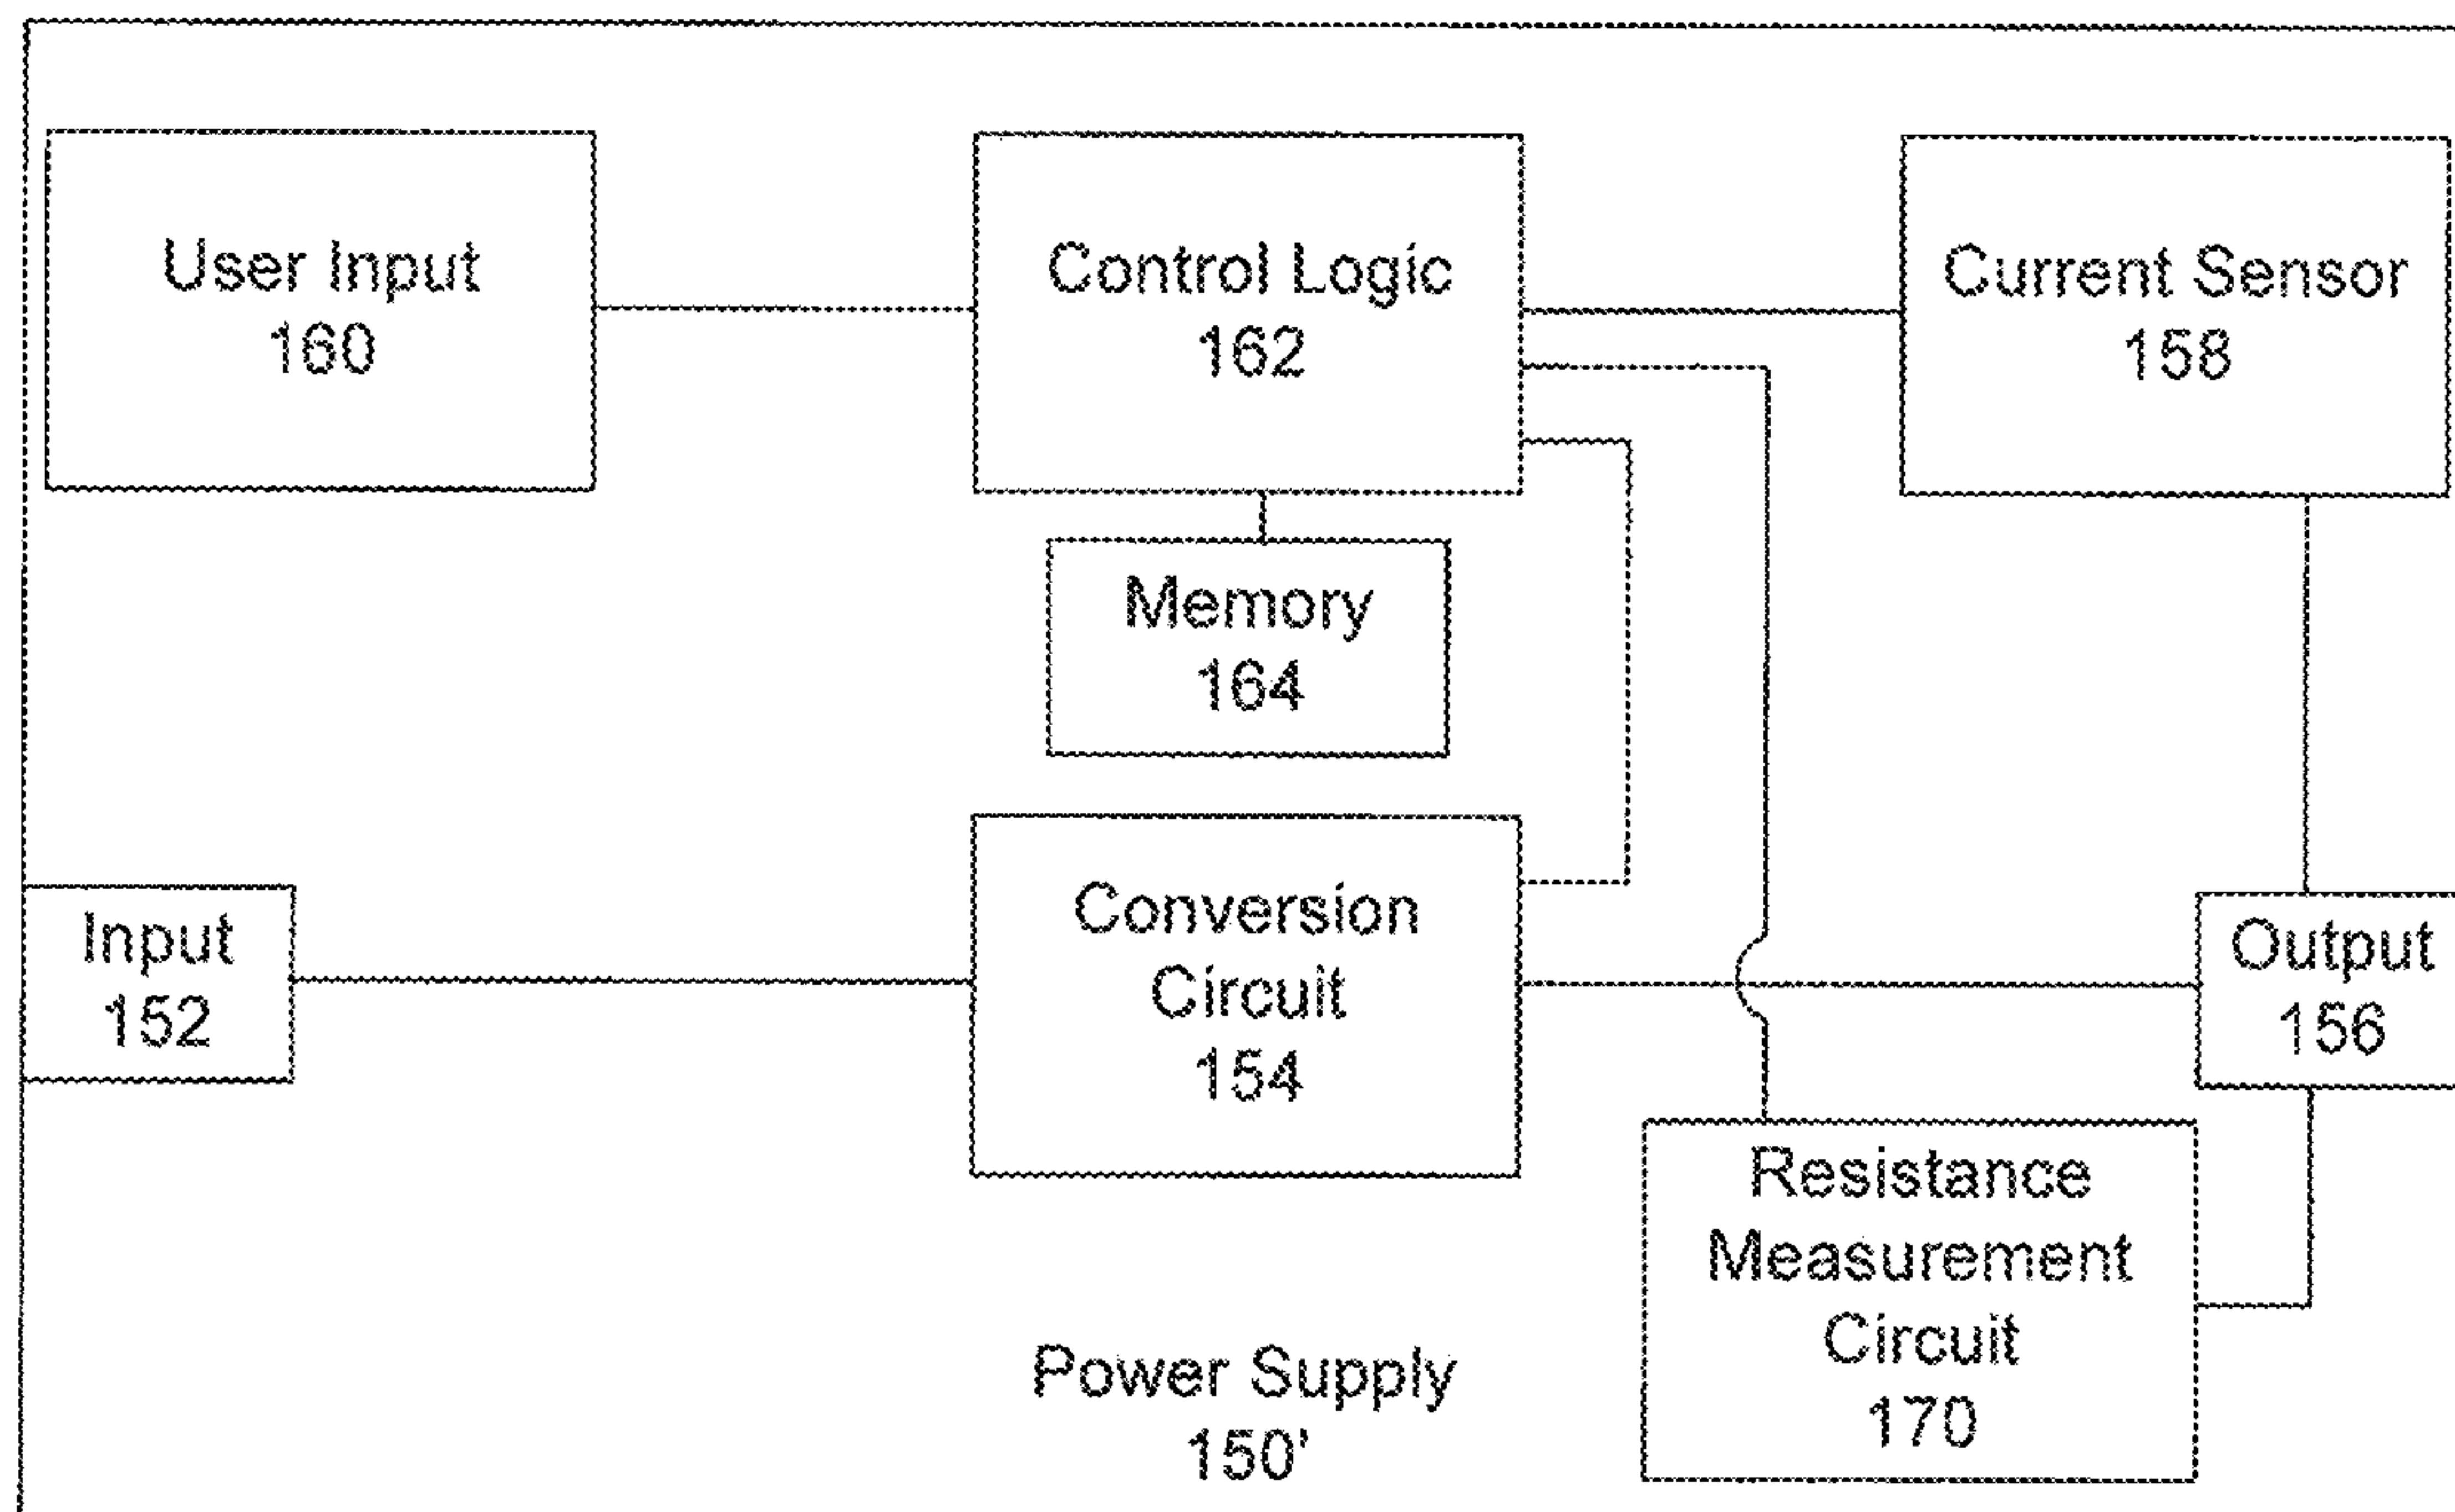 User Input
160
Control Logic
162
Current Sensor
158
Memory
164
Input
152
Conversion
Circuit
154
Output
156
Resistance
Measurement
Circuit
170
Power Supply
150'